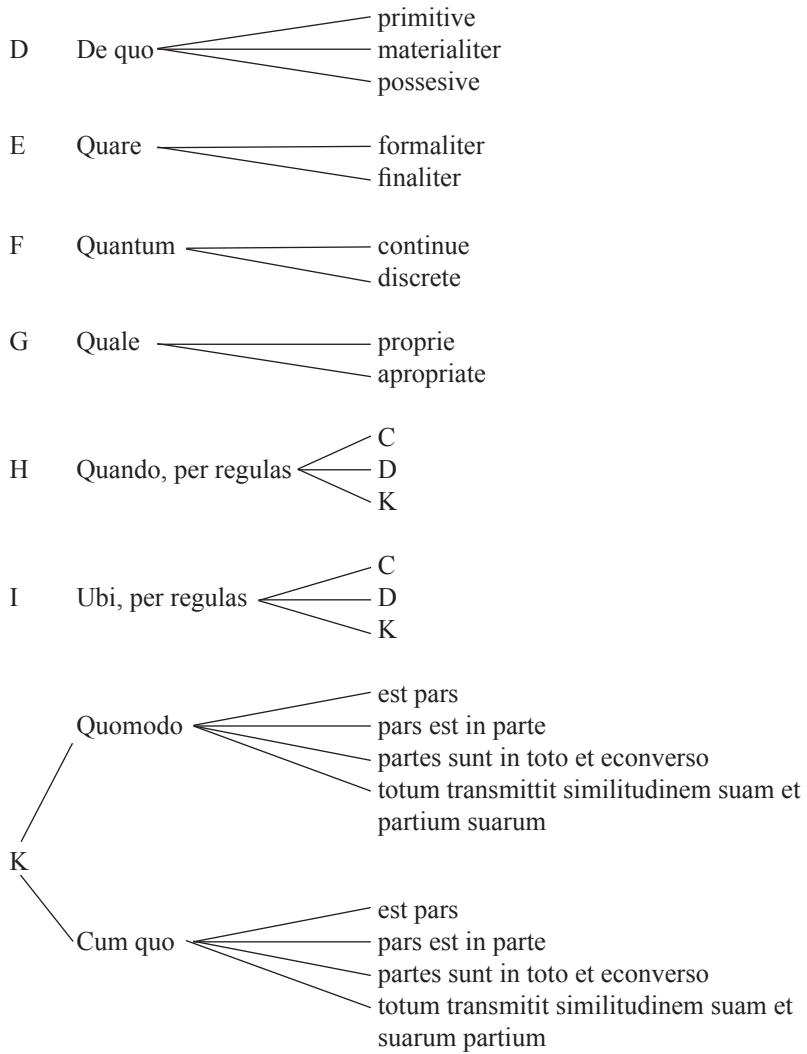 primitive
D De quo materialiter
possesive
E Quare formaliter
finaliter
F Quantum continue
discrete
G Quale proprie
apropriate
C
H Quando, per regulas D
K
C
I Ubi, per regulas D
K
est pars
Quomodo pars est in parte
partes sunt in toto et econverso
totum transmittit similitudinem suam et
partium suarum
K
est pars
Cum quo pars est in parte
partes sunt in toto et econverso
totum transmitit similitudinem suam et
suarum partium